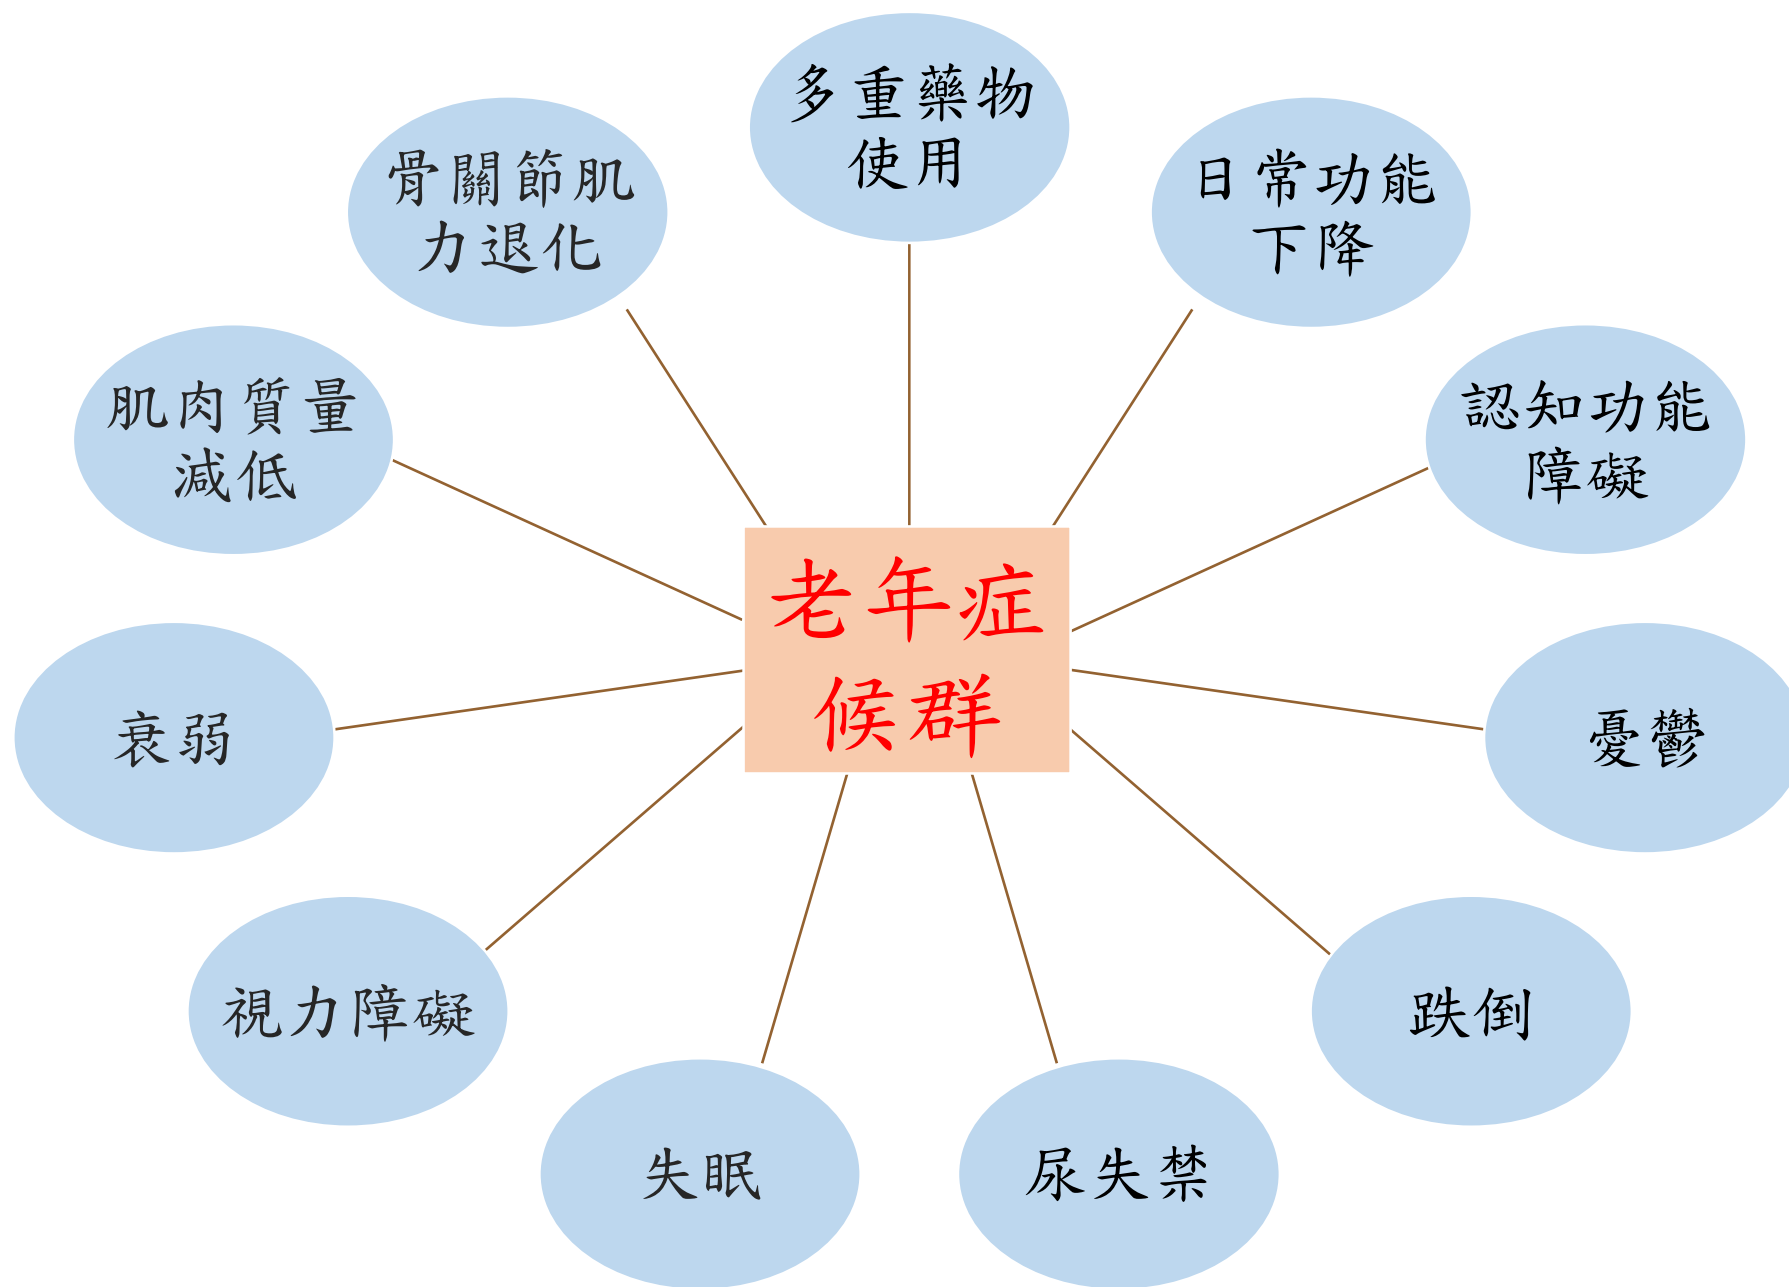 多重藥物
使用
日常功能
下降
認知功能
障礙
憂鬱
跌倒
尿失禁
失眠
視力障礙
衰弱
肌肉質量
減低
骨關節肌
力退化
老年症
候群